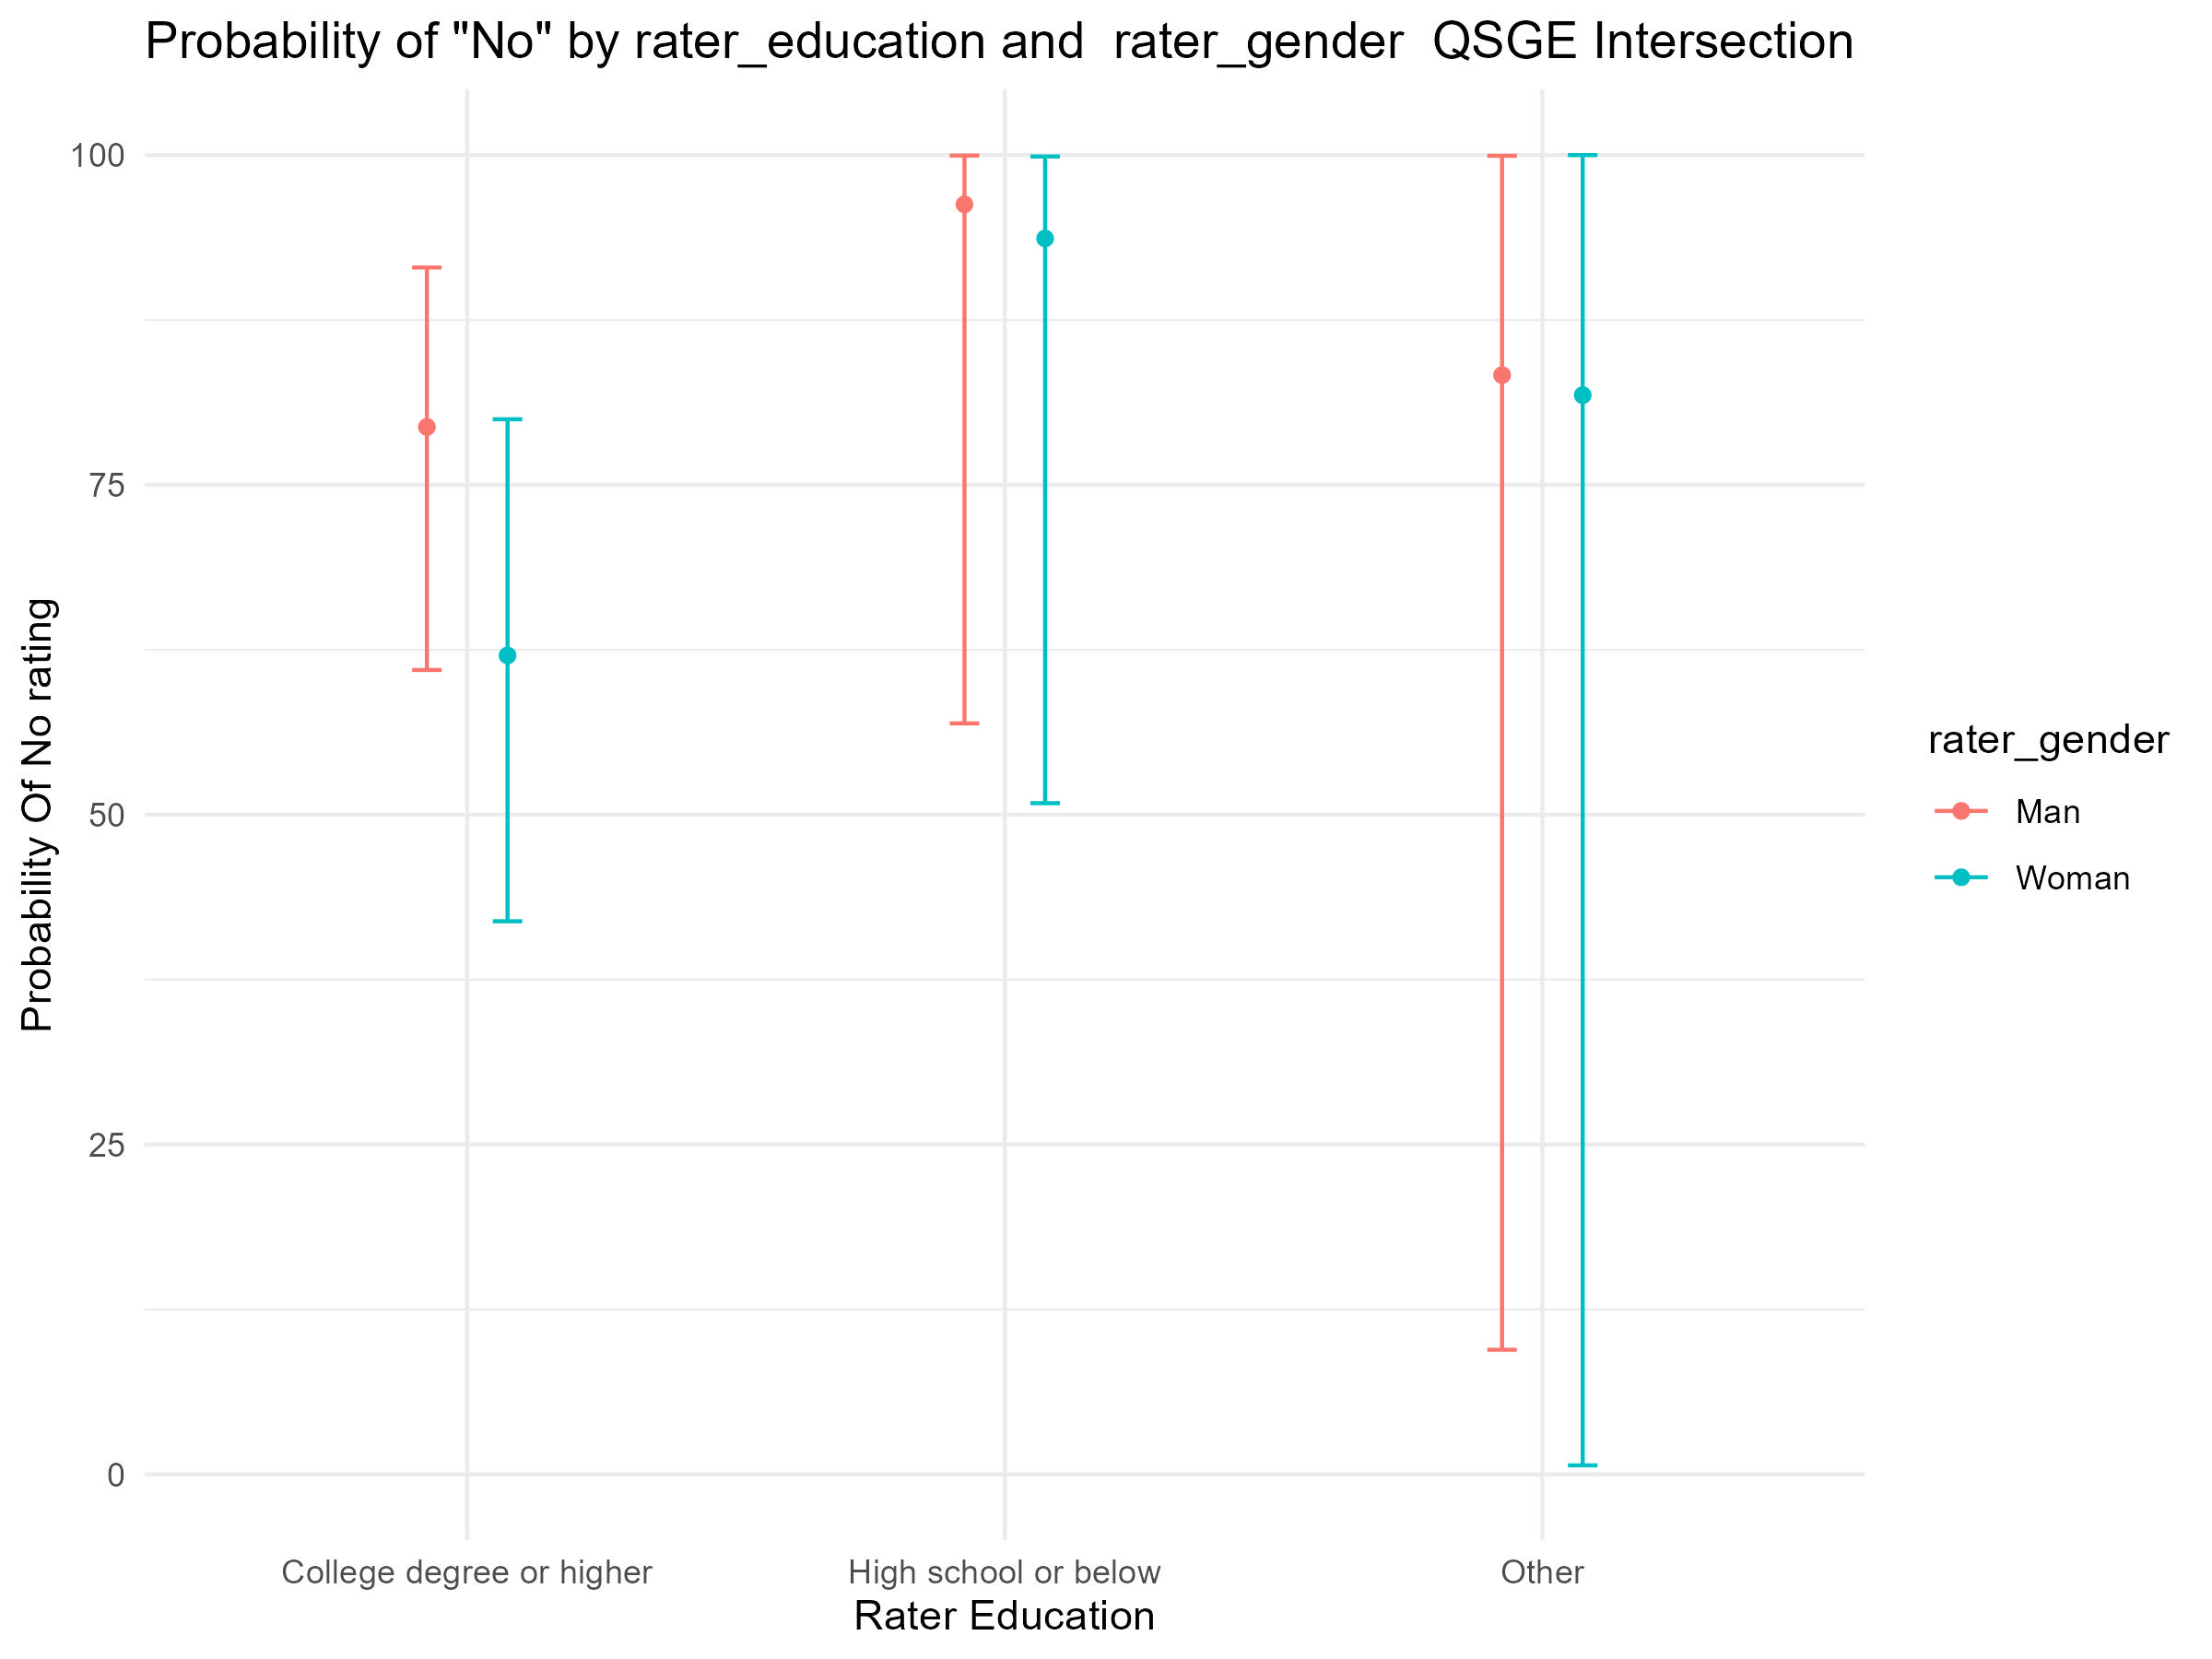 Probability of "No" by rater_education and  rater_gender  QSGE Intersection
Probability Of No rating
100
75
50
25
0
College degree or higher
High school or below
Other
Rater Education
rater_gender
Man
Woman